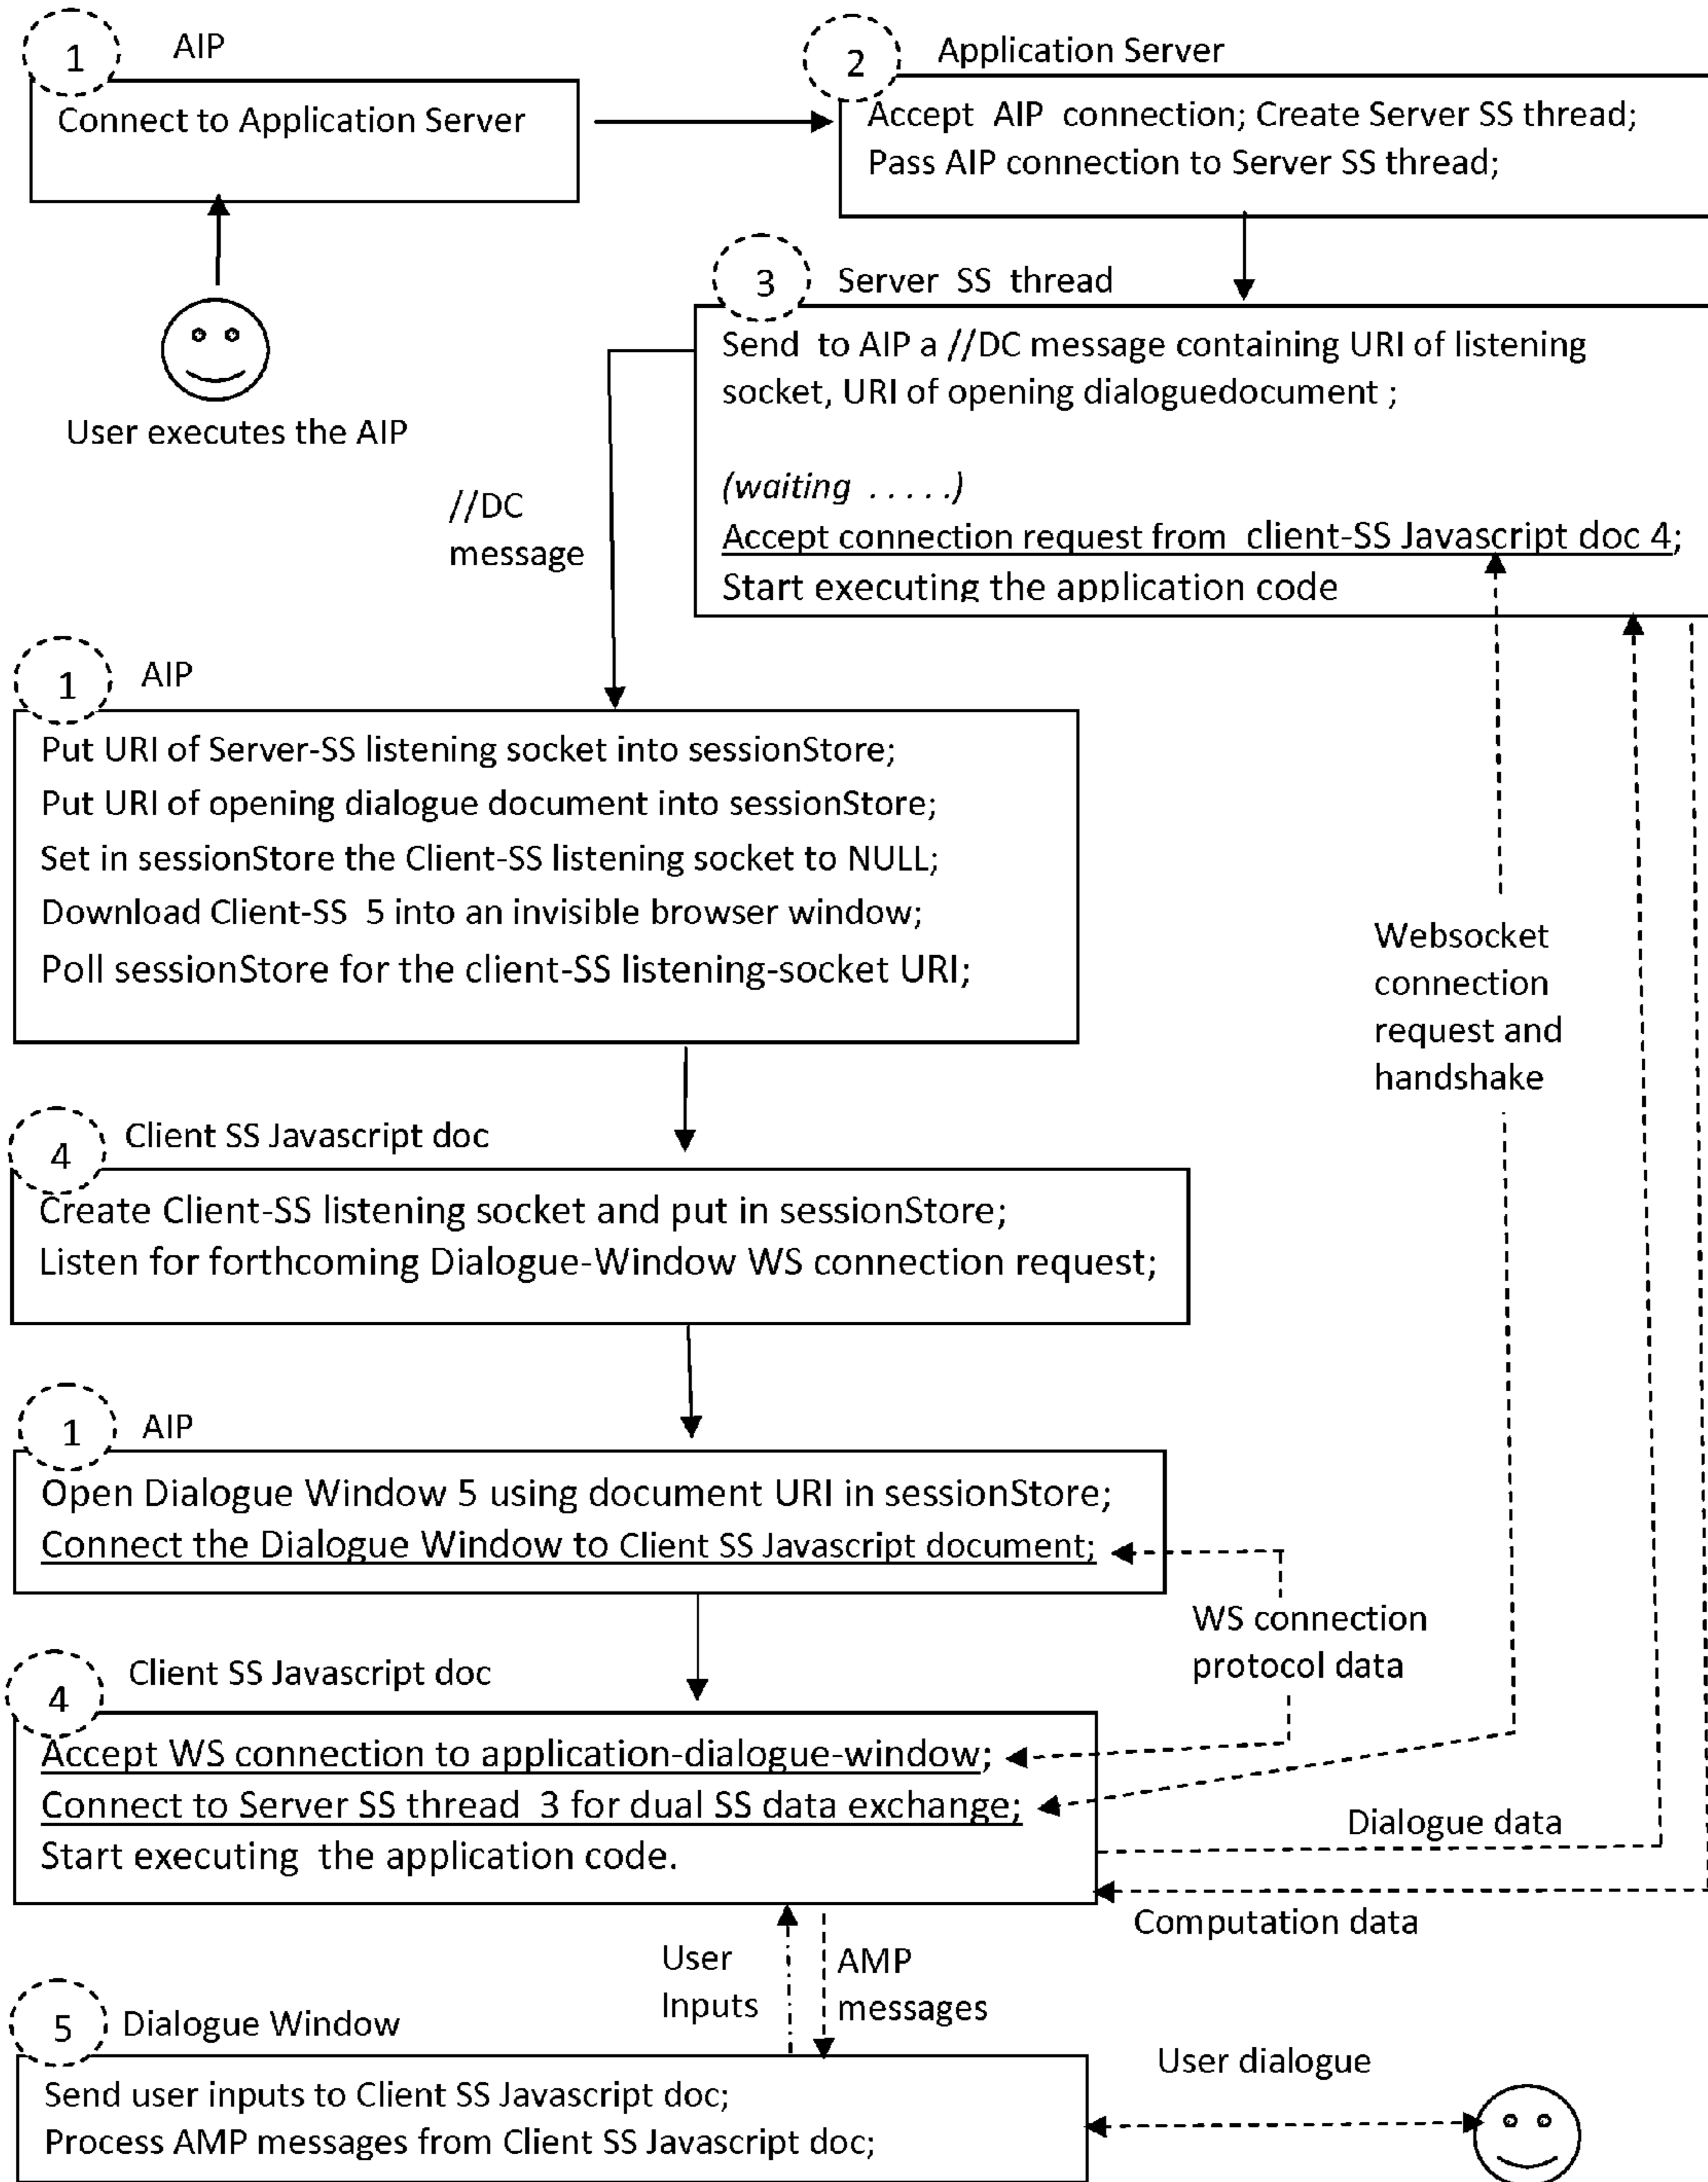 1
AIP
Connect to Application Server
User executes the AIP
2
Application Server
Accept AIP connection; Create Server SS thread;
Pass AIP connection to Server SS thread;
3
Server SS thread
Send to AIP a //DC message containing URI of listening
socket, URI of opening dialoguedocument ;
(waiting . . . . .)
Accept connection request from client-SS Javascript doc 4;
Start executing the application code
//DC
message
1
AIP
Put URI of Server-SS listening socket into sessionStore;
Put URI of opening dialogue document into sessionStore;
Set in sessionStore the Client-SS listening socket to NULL;
Download Client-SS 5 into an invisible browser window;
Poll sessionStore for the client-SS listening-socket URI;
Websocket
connection
request and
handshake
4
Client SS Javascript doc
Create Client-SS listening socket and put in sessionStore;
Listen for forthcoming Dialogue-Window WS connection request;
1
AIP
Open Dialogue Window 5 using document URI in sessionStore;
Connect the Dialogue Window to Client SS Javascript document;
WS connection
protocol data
4
Client SS Javascript doc
Accept WS connection to application-dialogue-window;
Connect to Server SS thread 3 for dual SS data exchange;
Start executing the application code.
Dialogue data
Computation data
User
Inputs
AMP
messages
5
Dialogue Window
Send user inputs to Client SS Javascript doc;
Process AMP messages from Client SS Javascript doc;
User dialogue